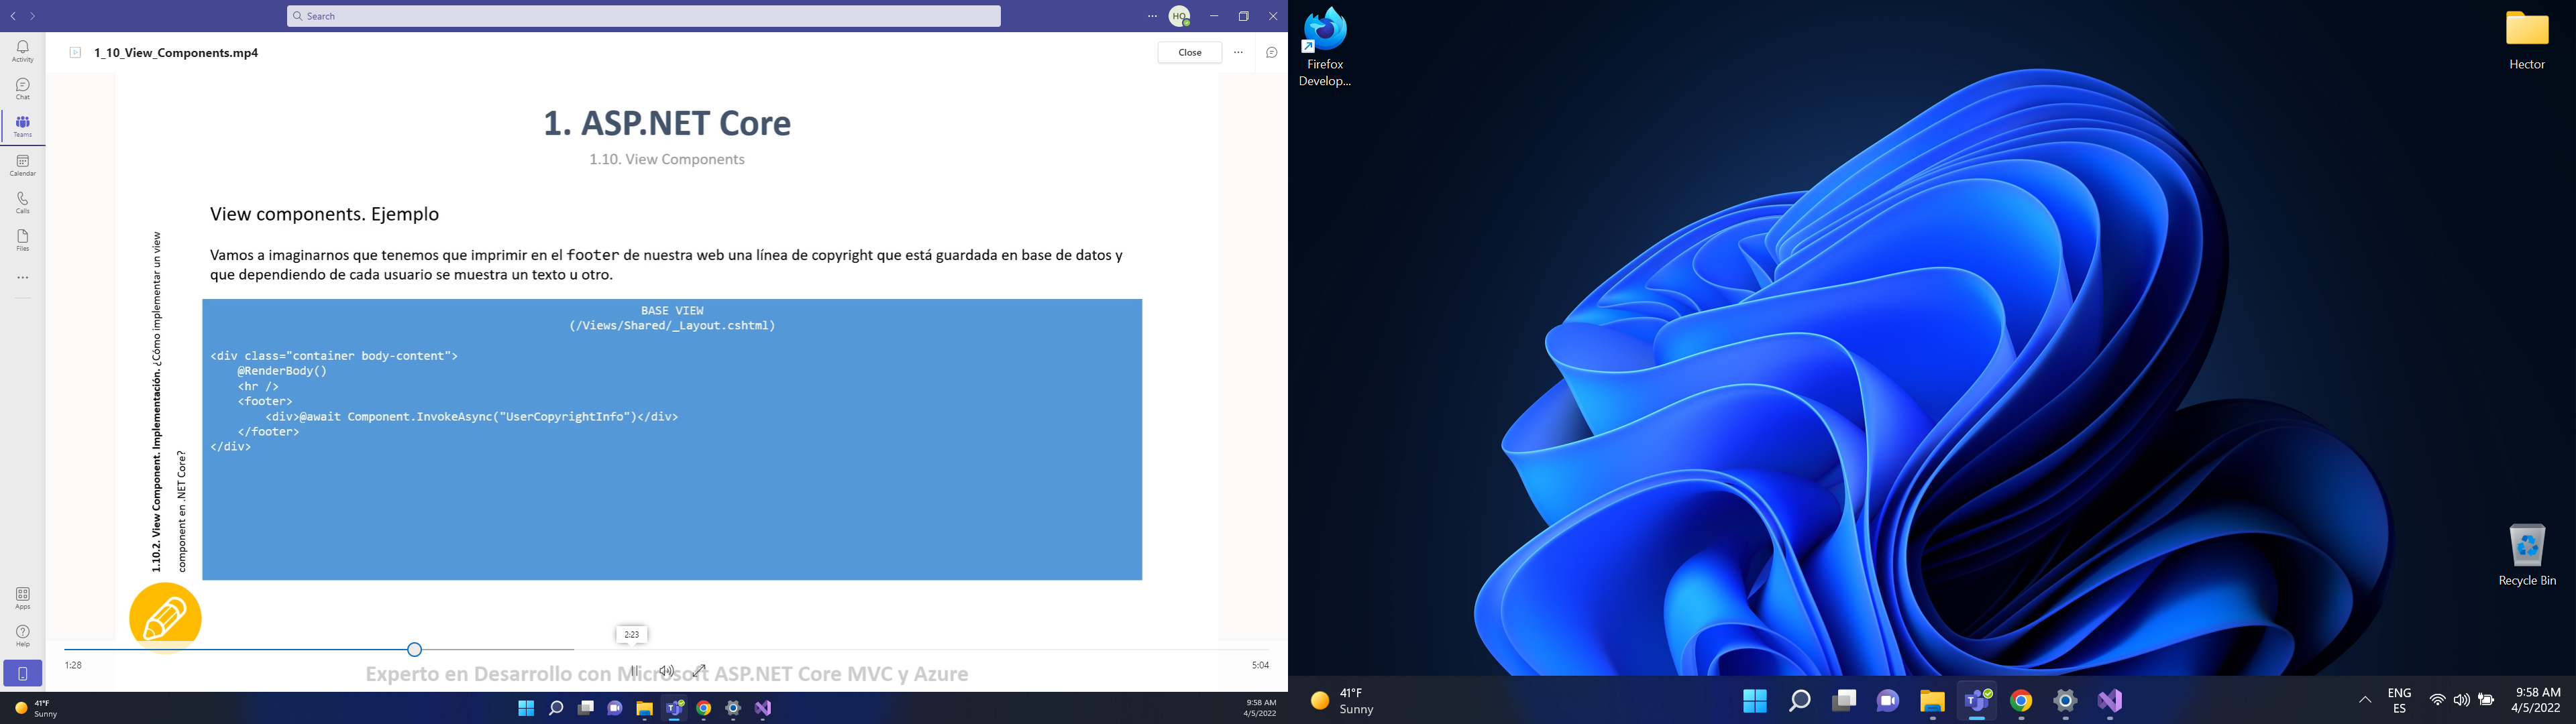 Search
HQ
Activity
Chat
Teams
Calendar
Calls
Files
Apps
Help
1_10_View_Components.mp4
Close
1. ASP.NET Core
1.10. View Components
1.10.2. View Component. Implementación. ¿Cómo implementar un view
component en .NET Core?
View components. Ejemplo
Vamos a imaginarnos que tenemos que imprimir en el footer de nuestra web una línea de copyright que está guardada en base de datos y
que dependiendo de cada usuario se muestra un texto u otro.
BASE VIEW
(/Views/Shared/_Layout.cshtml)
<div class="container body-content">
@RenderBody()
<hr />
<footer>
<div>@await Component.InvokeAsync("UserCopyrightInfo")</div>
</footer>
</div>
2:23
1:28
5:04
Experto en Desarrollo con Microsoft ASP.NET Core MVC y Azure
41°F
Sunny
9:58 AM
4/5/2022
Firefox
Develop...
Hector
Recycle Bin
41°F
Sunny
ENG
ES
9:58 AM
4/5/2022